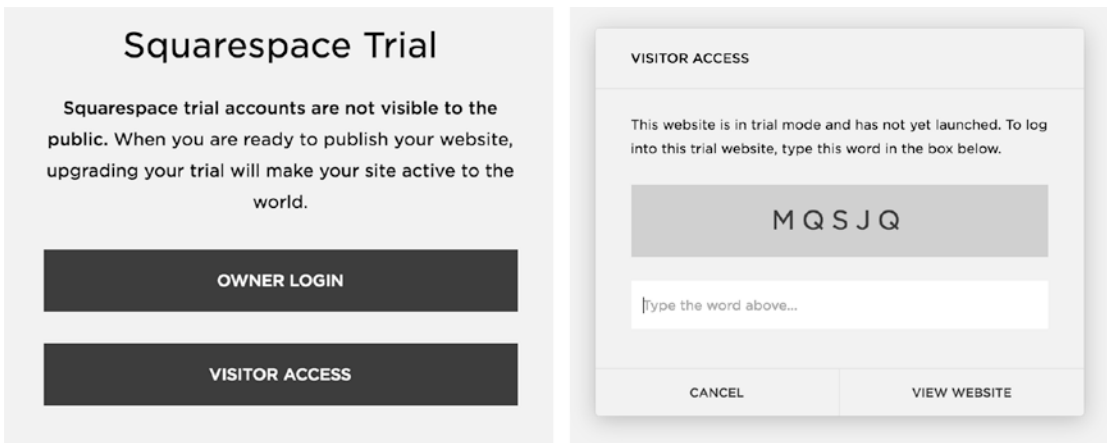 Squarespace Trial
Squarespace trial accounts are not visible to the
public. When you are ready to publish your website,
upgrading your trial will make your site active to the
world.
OWNER LOGIN
VISITOR ACCESS
VISITOR ACCESS
This website is in trial mode and has not yet launched. To log
into this trial website, type this word in the box below.
MQSJQ
Type the word above...
CANCEL
VIEW WEBSITE